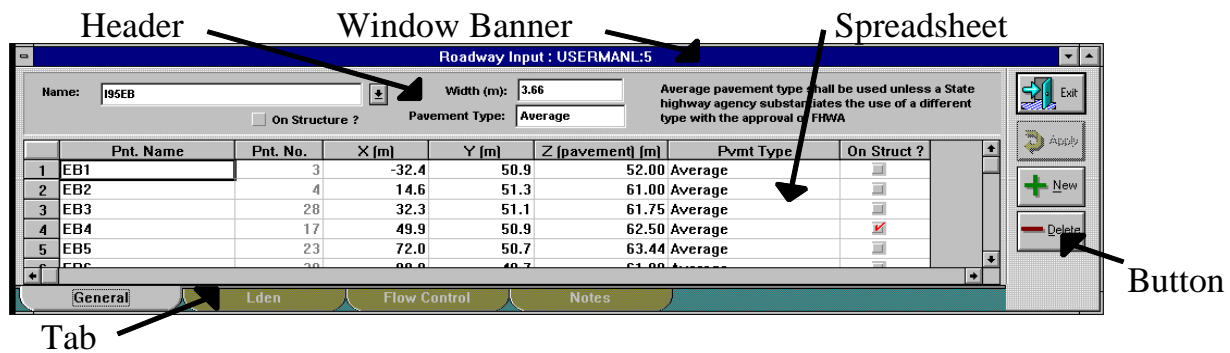 Header Window Banner Spreadsheet
Roadway Input : USERMANL:5
Name: I95EB Width (m): 3.66
On Structure ? Pavement Type: Average
Average pavement type shall be used unless a State
highway agency substantiates the use of a different
type with the approval of FHWA
Exit
Apply
New
Delete
Pnt. Name Pnt. No. X (m) Y (m) Z (pavement) (m) Pvmt Type On Struct ?
1 EB1 3 -32.4 50.9 52.00 Average
2 EB2 4 14.6 51.3 61.00 Average
3 EB3 28 32.3 51.1 61.75 Average
4 EB4 17 49.9 50.9 62.50 Average
5 EB5 23 72.0 50.7 63.44 Average
General Lden Flow Control Notes
Button
Tab